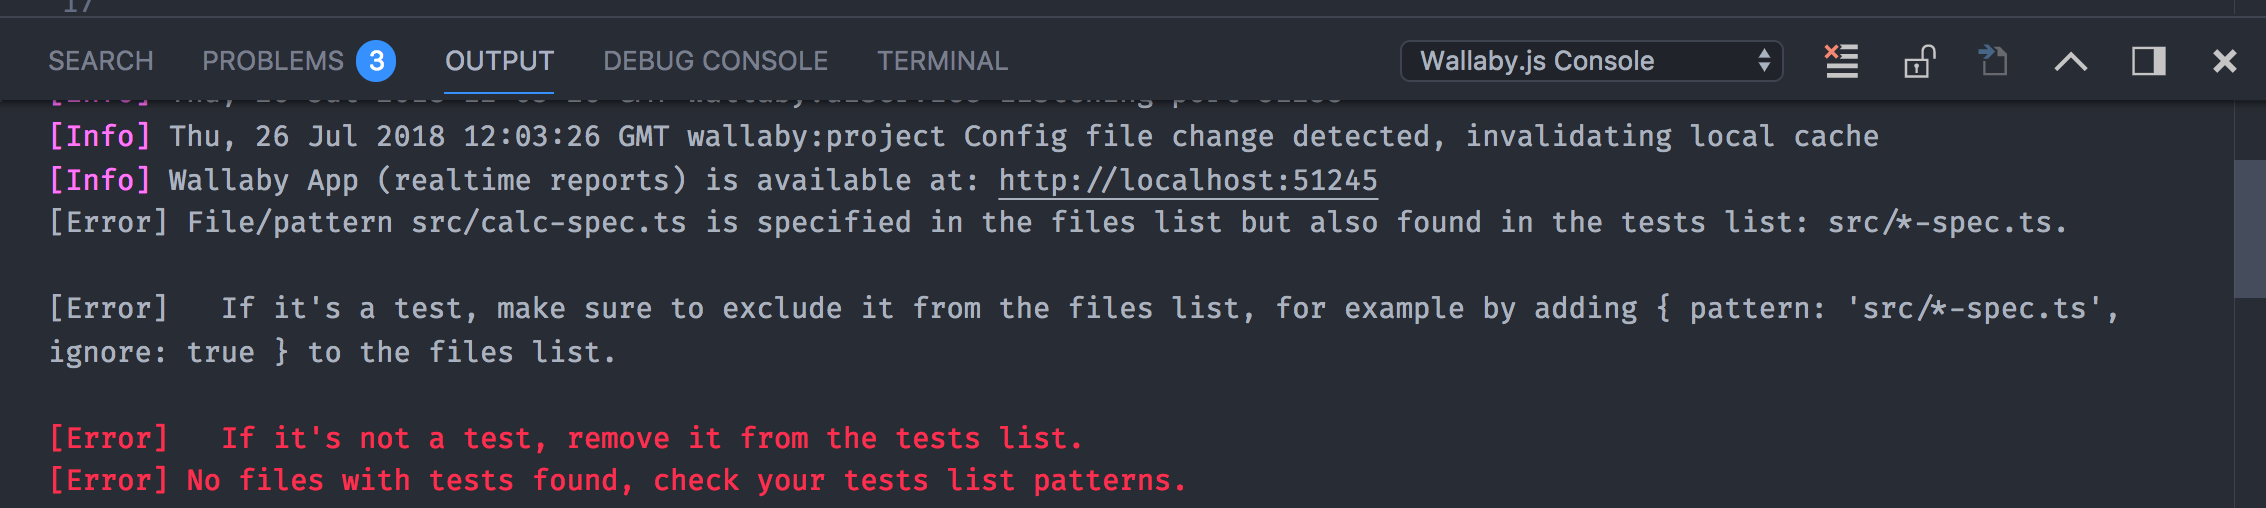 17
SEARCH PROBLEMS 3 OUTPUT DEBUG CONSOLE TERMINAL Wallaby.js Console
[Info] Thu, 26 Jul 2018 12:03:26 GMT wallaby:project Config file change detected, invalidating local cache
[Info] Wallaby App (realtime reports) is available at: http://localhost:51245
[Error] File/pattern src/calc-spec.ts is specified in the files list but also found in the tests list: src/*-spec.ts.
[Error] If it's a test, make sure to exclude it from the files list, for example by adding { pattern: 'src/*-spec.ts',
ignore: true } to the files list.
[Error] If it's not a test, remove it from the tests list.
[Error] No files with tests found, check your tests list patterns.